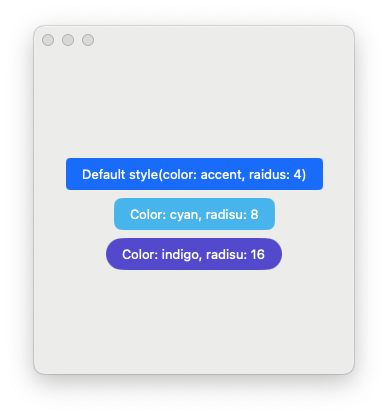 Default style(color: accent, raidus: 4)
Color: cyan, radisu: 8
Color: indigo, radisu: 16